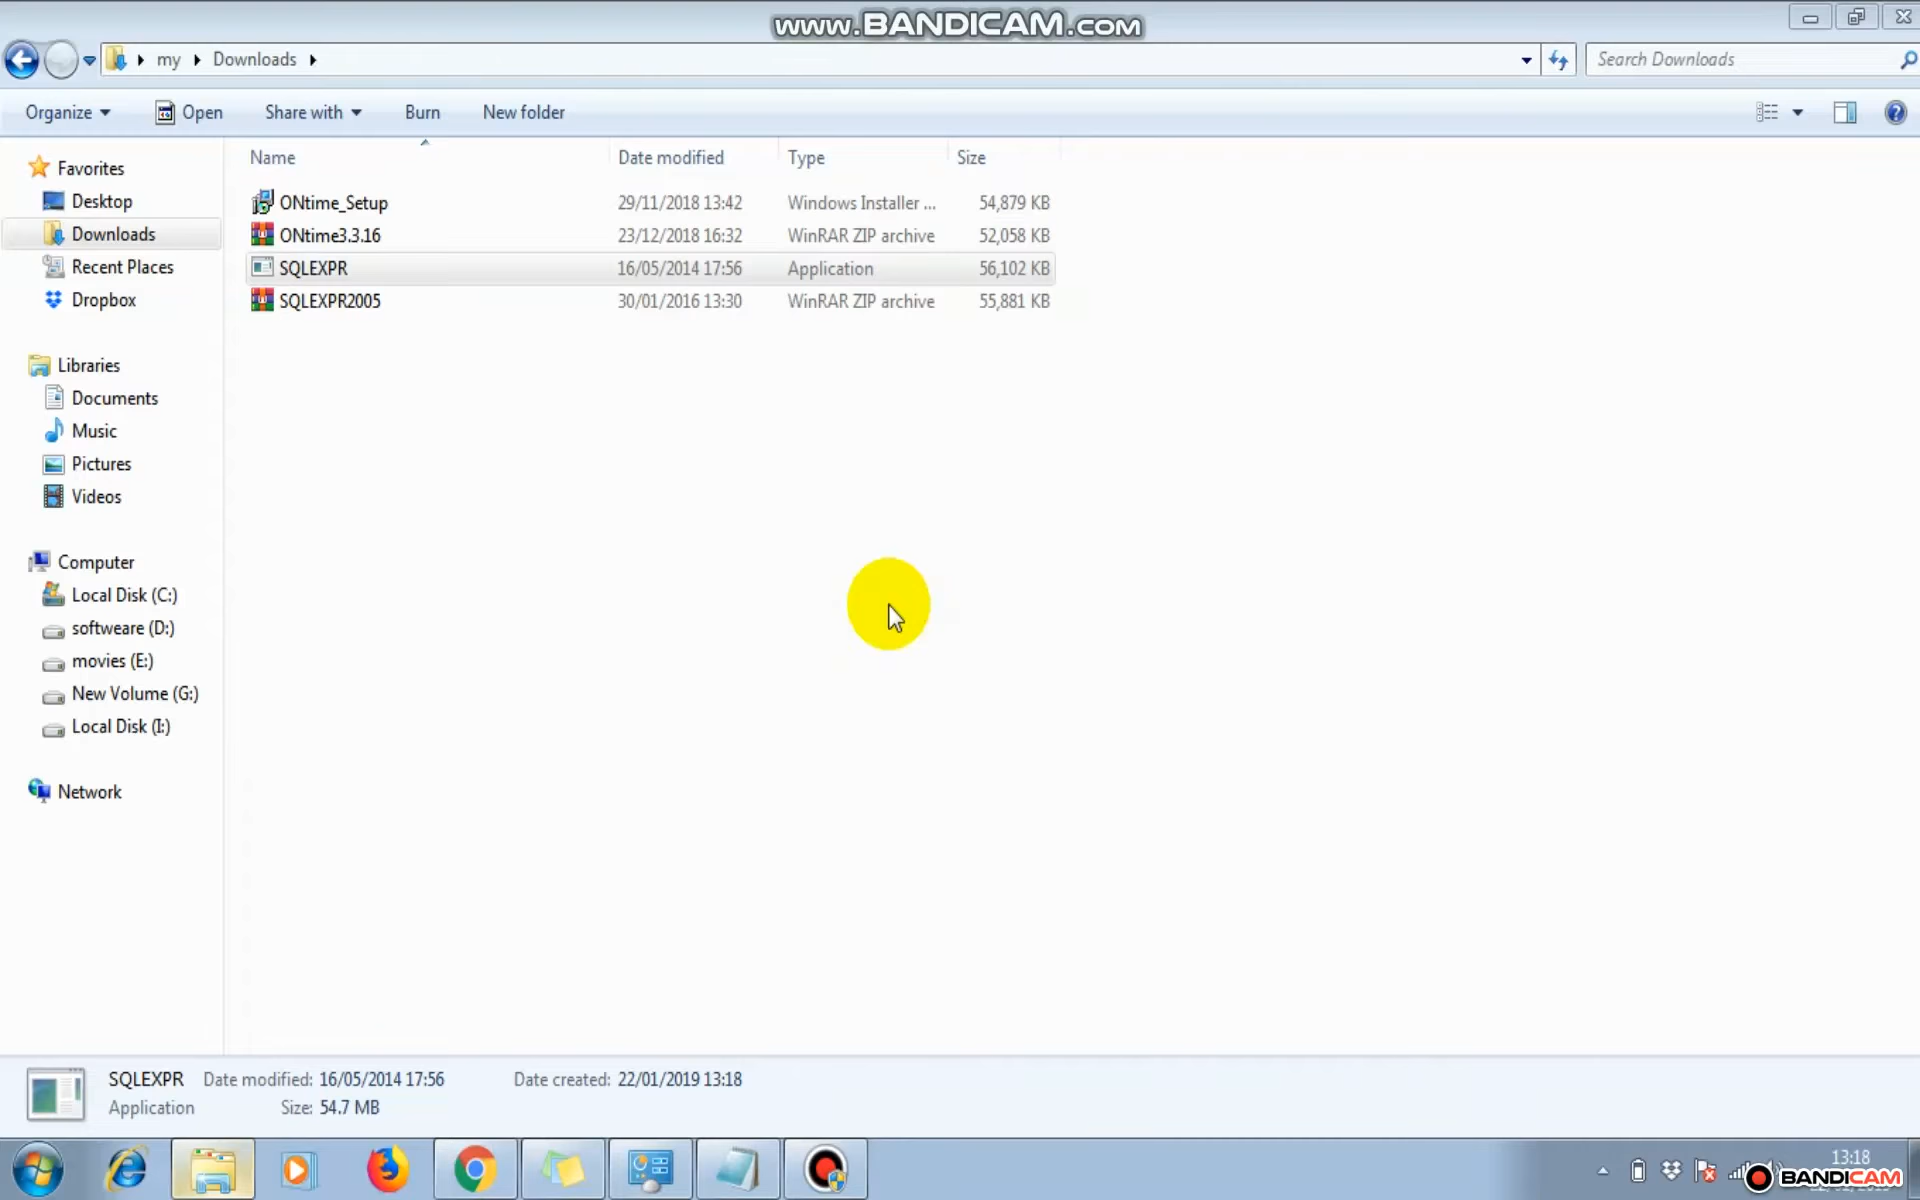 www.BANDICAM.com
my Downloads
Search Downloads
Organize Open Share with Burn New folder
Name Date modified Type Size
ONtime_Setup 29/11/2018 13:42 Windows Installer ... 54,879 KB
ONtime3.3.16 23/12/2018 16:32 WinRAR ZIP archive 52,058 KB
SQLEXPR 16/05/2014 17:56 Application 56,102 KB
SQLEXPR2005 30/01/2016 13:30 WinRAR ZIP archive 55,881 KB
Favorites
Desktop
Downloads
Recent Places
Dropbox
Libraries
Documents
Music
Pictures
Videos
Computer
Local Disk (C:)
softweare (D:)
movies (E:)
New Volume (G:)
Local Disk (I:)
Network
SQLEXPR Date modified: 16/05/2014 17:56 Date created: 22/01/2019 13:18
Application Size: 54.7 MB
13:18
BANDICAM